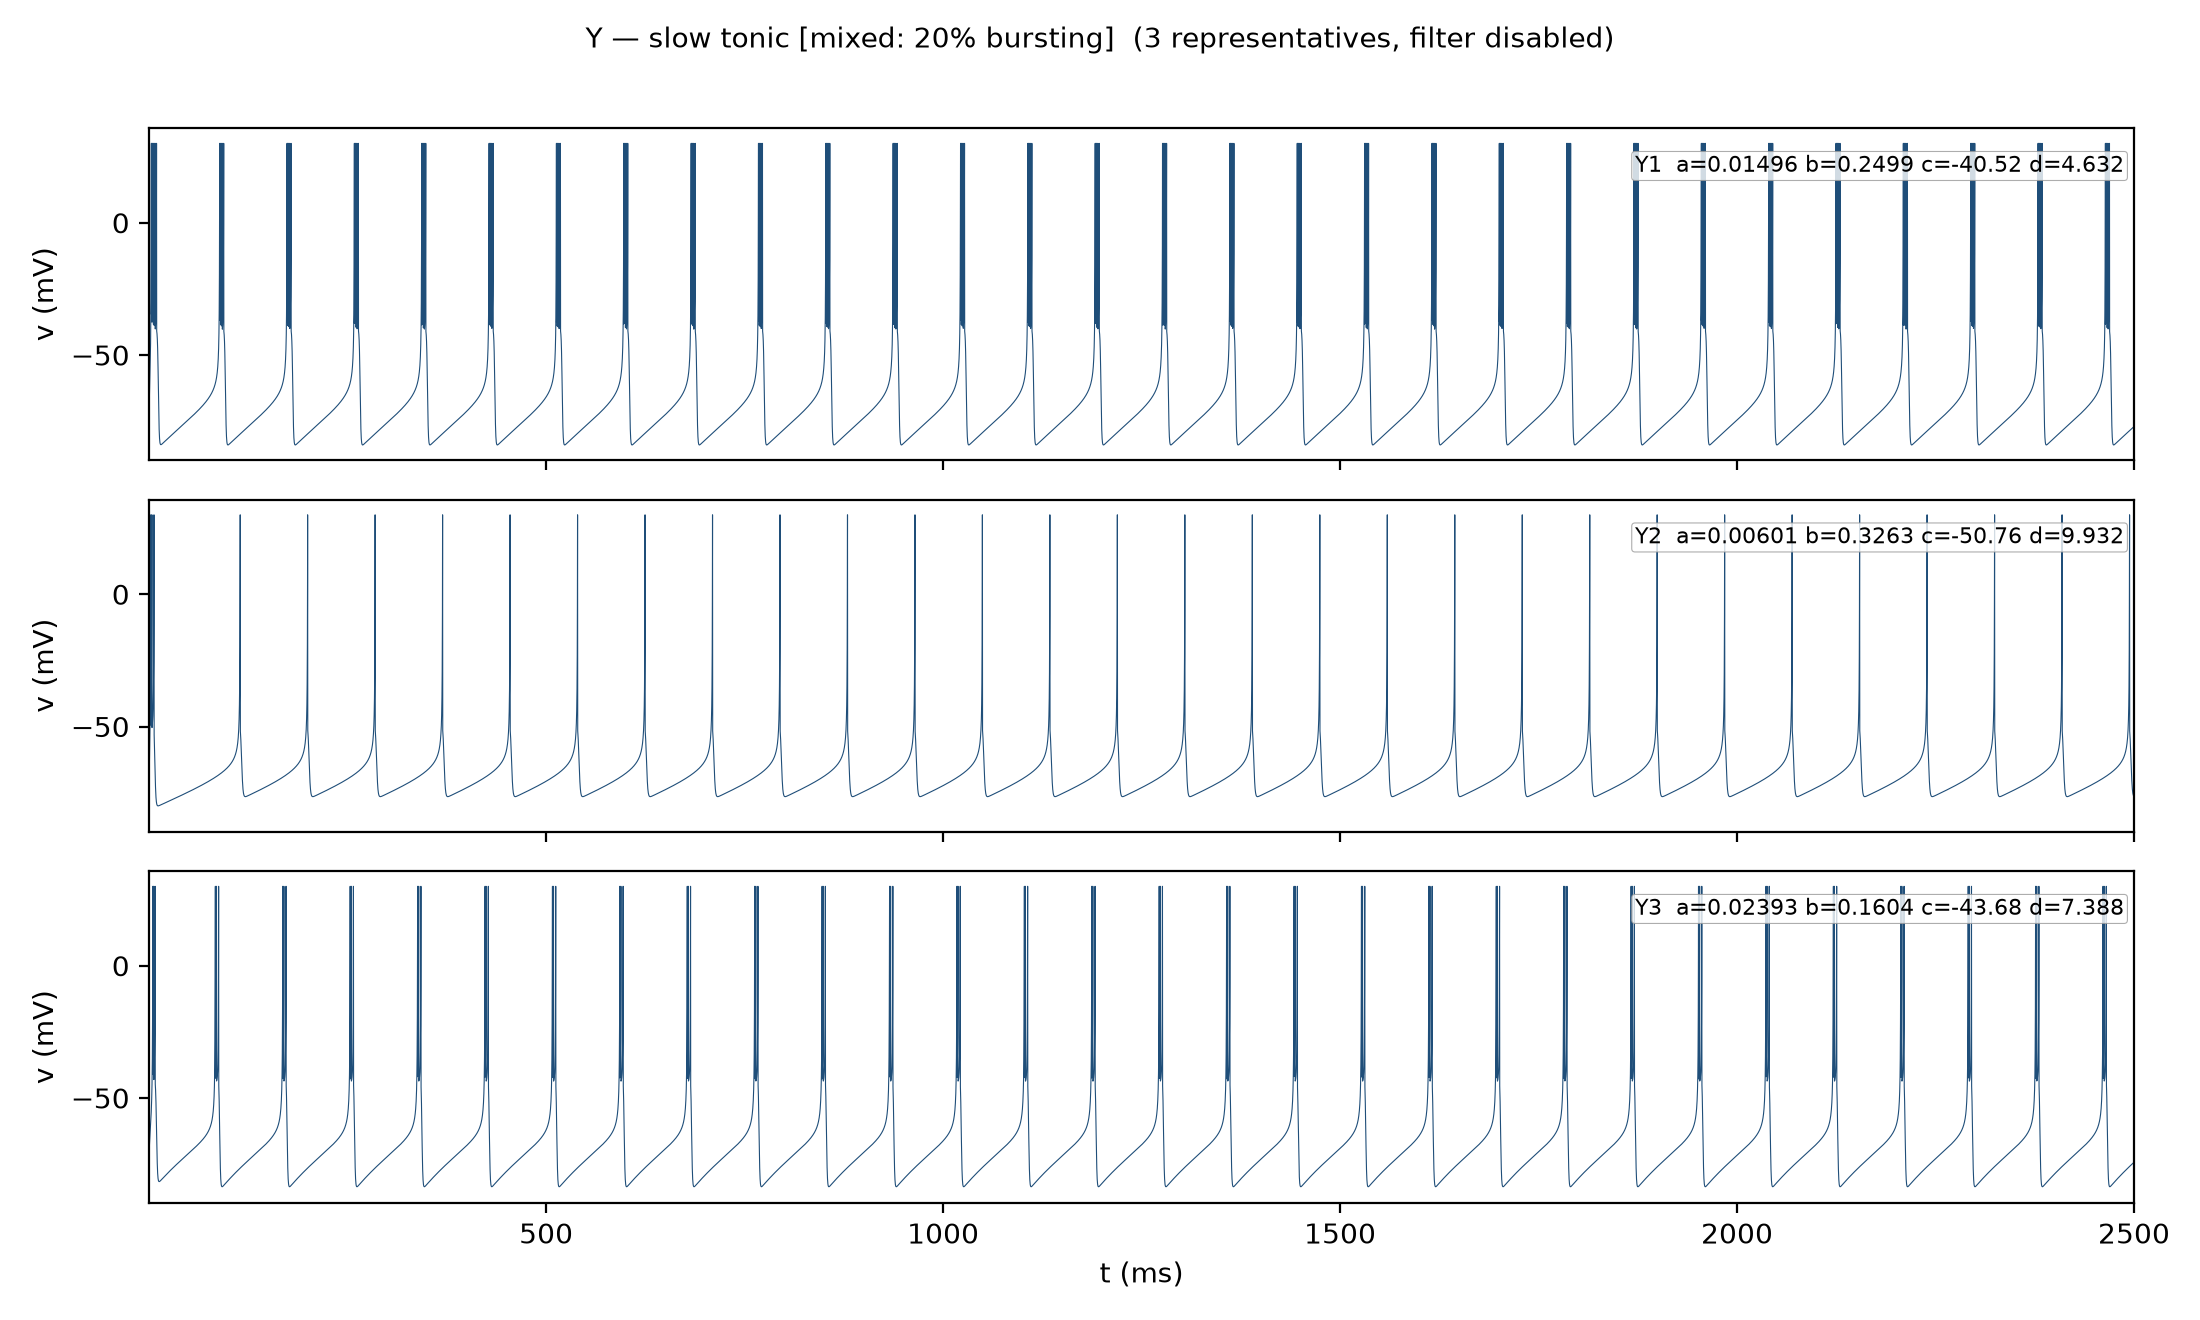 Y — slow tonic [mixed: 20% bursting]  (3 representatives, filter disabled)
v (mV)
0
−50
Y1  a=0.01496 b=0.2499 c=-40.52 d=4.632
v (mV)
0
−50
Y2  a=0.00601 b=0.3263 c=-50.76 d=9.932
v (mV)
0
−50
Y3  a=0.02393 b=0.1604 c=-43.68 d=7.388
500 1000 1500 2000 2500
t (ms)